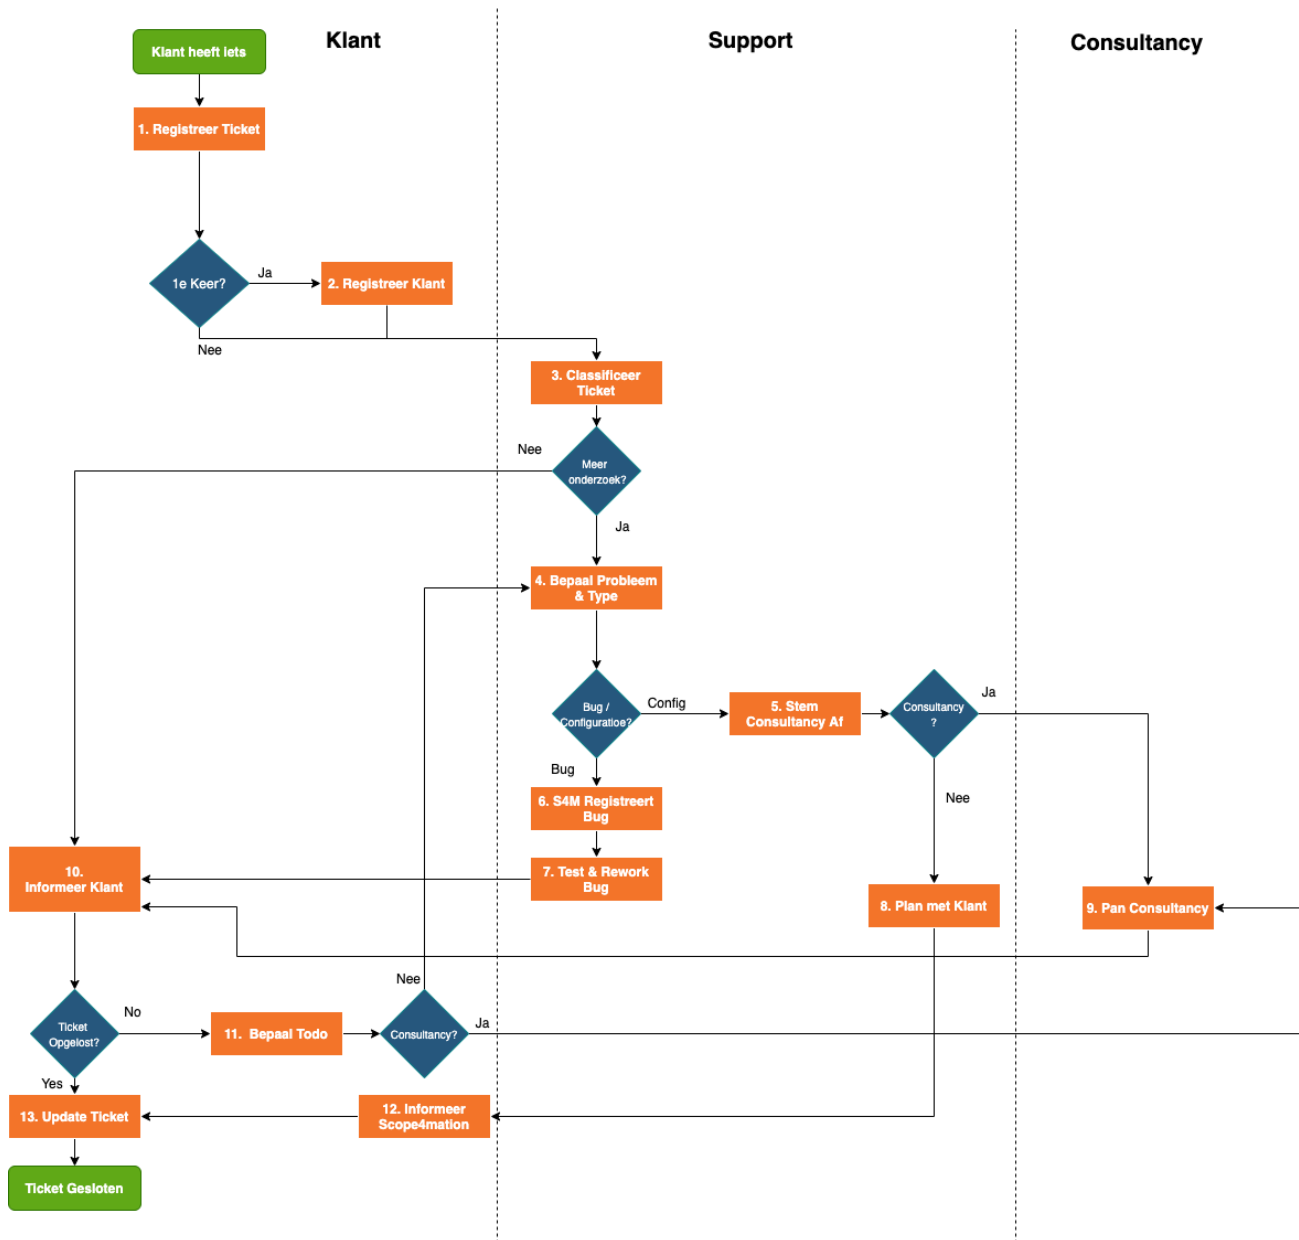 Klant
Support
Consultancy
Klant heeft iets
1. Registreer Ticket
1e Keer?
Ja
2. Registreer Klant
Nee
3. Classificeer
Ticket
Nee
Meer
onderzoek?
Ja
4. Bepaal Probleem
& Type
Bug /
Configuratioe?
Config
5. Stem
Consultancy Af
Consultancy
?
Ja
Bug
Nee
6. S4M Registreert
Bug
7. Test & Rework
Bug
10.
Informeer Klant
8. Plan met Klant
9. Pan Consultancy
Nee
No
Ticket
Opgelost?
11. Bepaal Todo
Consultancy?
Ja
Yes
13. Update Ticket
12. Informeer
Scope4mation
Ticket Gesloten